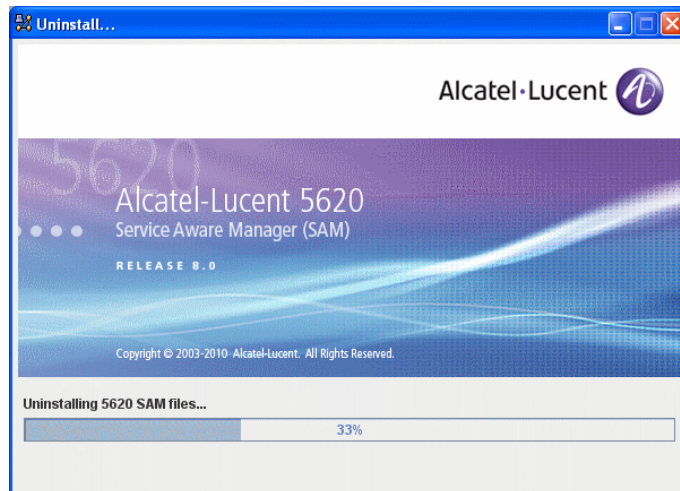 Uninstall...
Alcatel·Lucent
5620
Alcatel-Lucent 5620
Service Aware Manager (SAM)
RELEASE 8.0
Copyright © 2003-2010 Alcatel-Lucent. All Rights Reserved.
Uninstalling 5620 SAM files...
33%